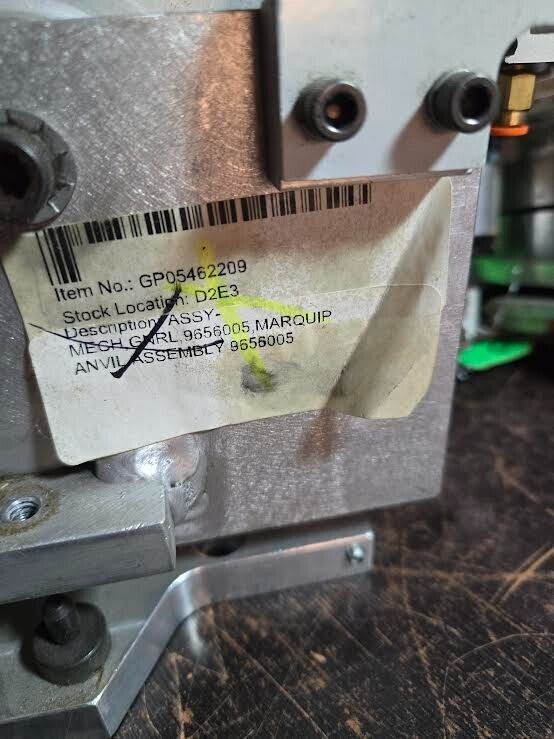 Item No.: GP05462209
Stock Location: D2E3
Description: ASSY-
MECH,GNRL,9656005,MARQUIP
ANVIL ASSEMBLY 9656005